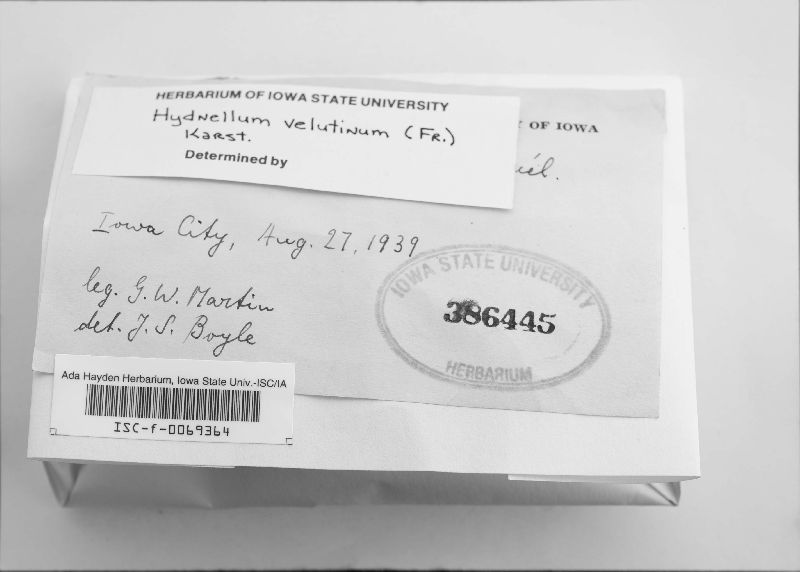 HERBARIUM OF IOWA STATE UNIVERSITY
Hydnellum velutinum (Fr.)
Karst.
Determined by
OF IOWA
Iowa City, Aug. 27, 1939
leg. G. W. Martin
det. J. S. Boyle
IOWA STATE UNIVERSITY
386445
HERBARIUM
Ada Hayden Herbarium, Iowa State Univ.-ISC/IA
ISC-f-0069364